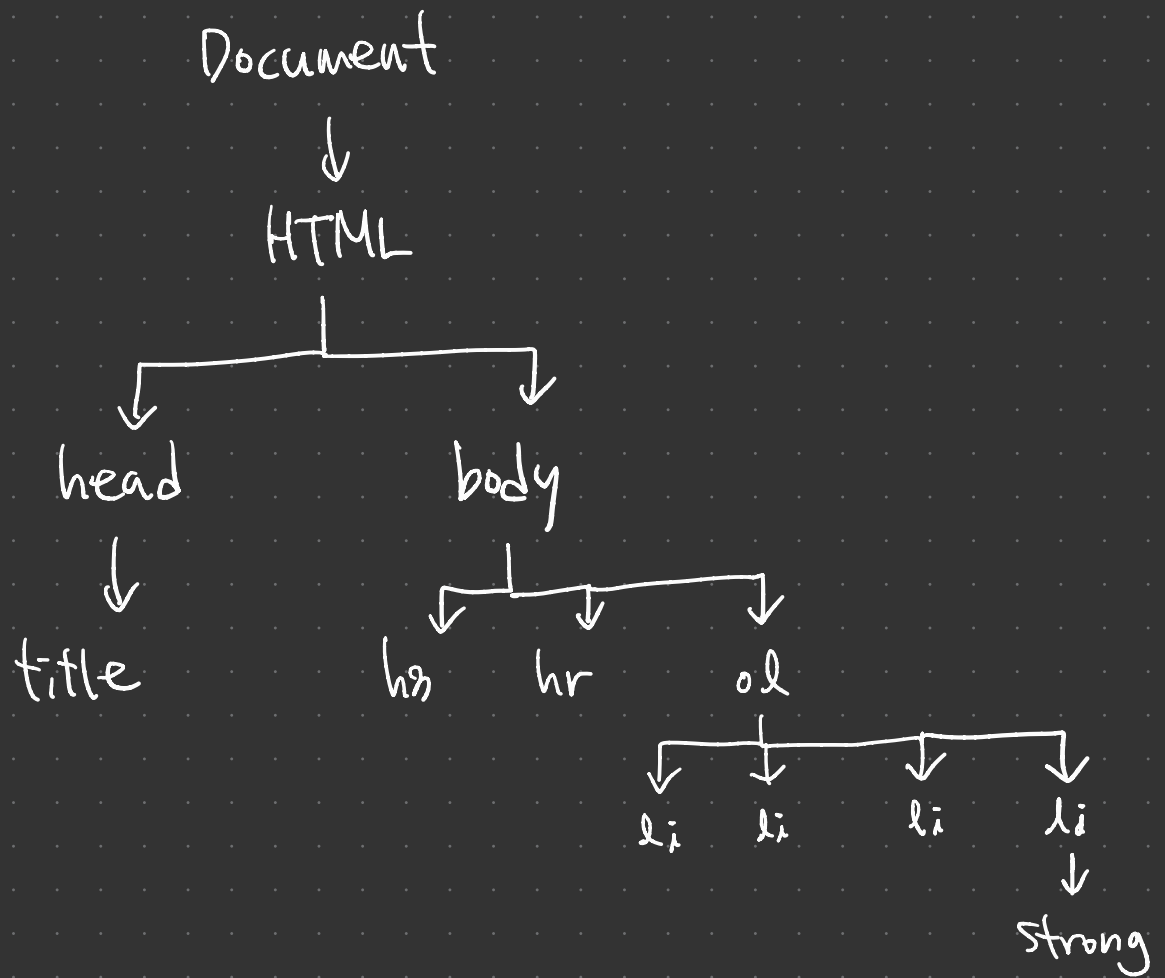 Document
HTML
head body
title h3 hr ol
li li li li
strong